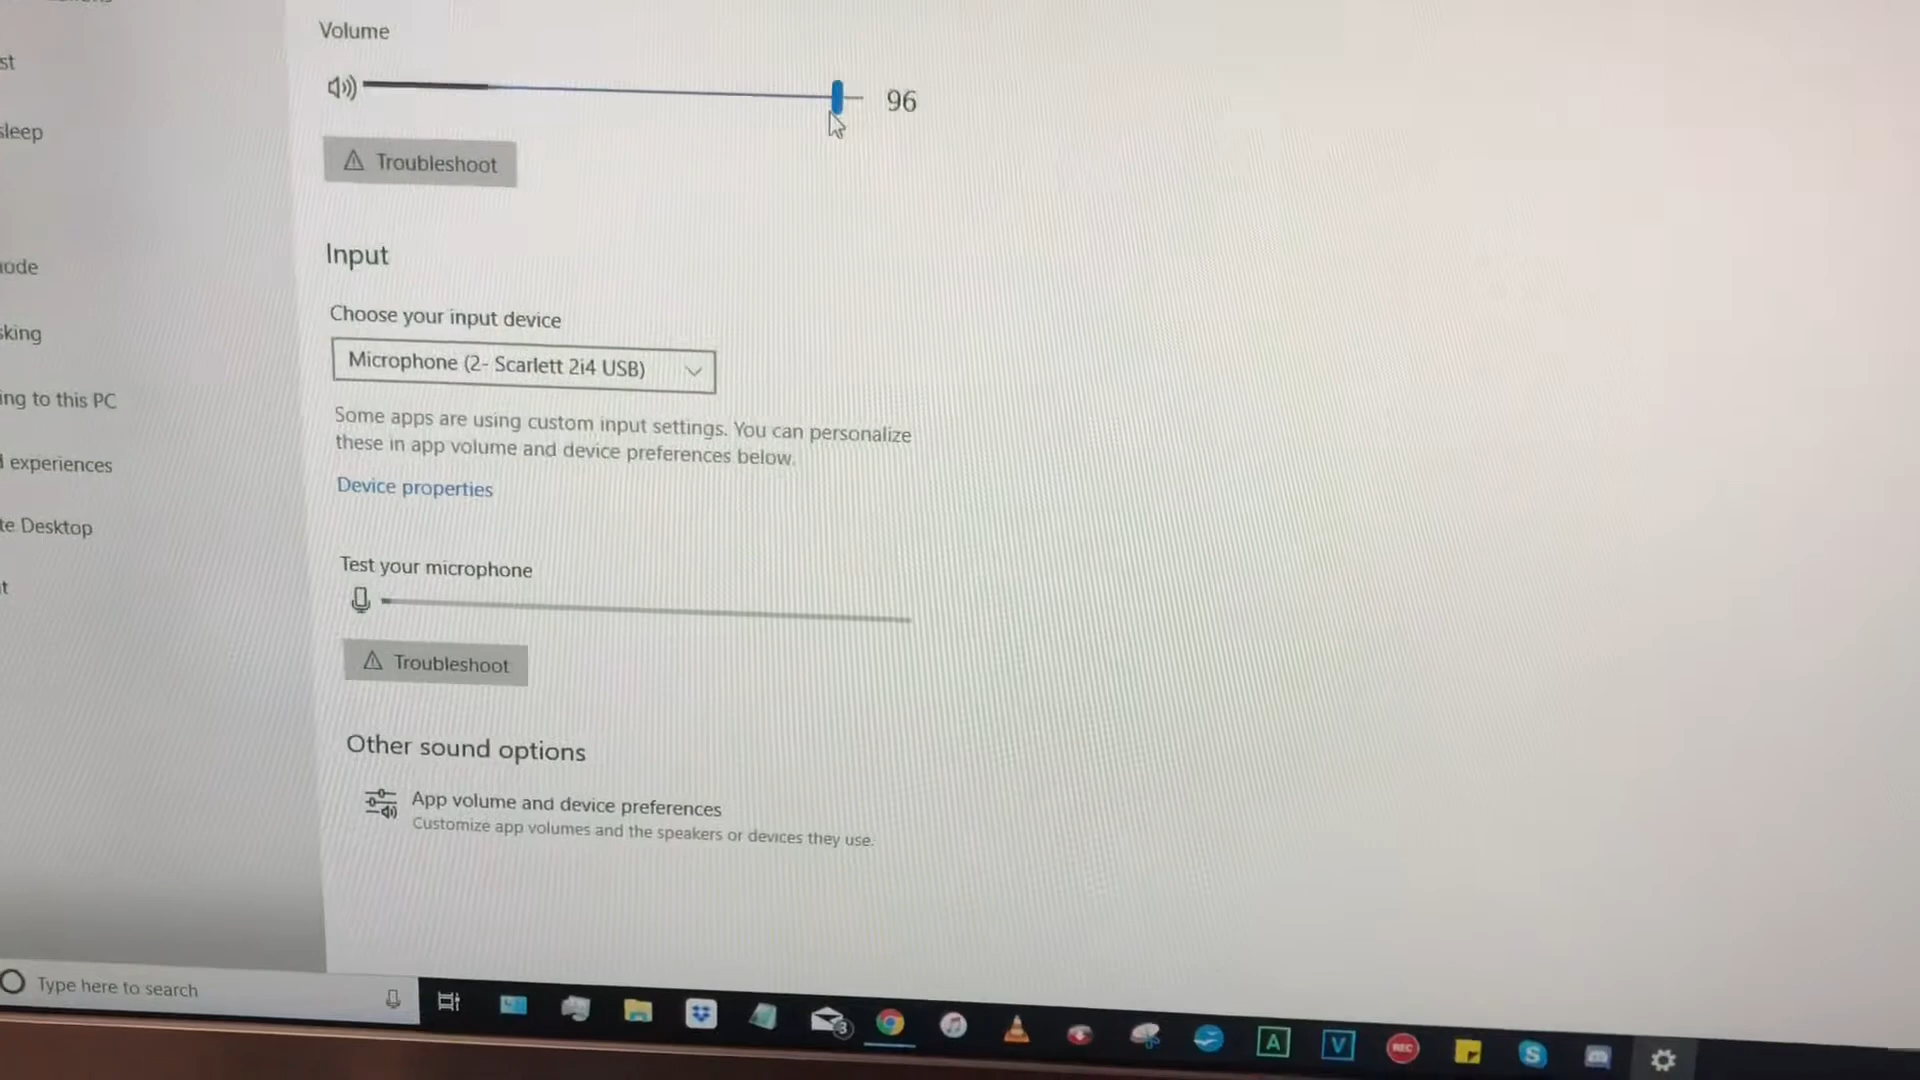 Volume
st
96
sleep
Troubleshoot
Input
ode
Choose your input device
sking
Microphone (2- Scarlett 2i4 USB)
ing to this PC
Some apps are using custom input settings. You can personalize
these in app volume and device preferences below.
experiences
Device properties
te Desktop
Test your microphone
t
Troubleshoot
Other sound options
App volume and device preferences
Customize app volumes and the speakers or devices they use.
Type here to search
3
A
V
REC
S